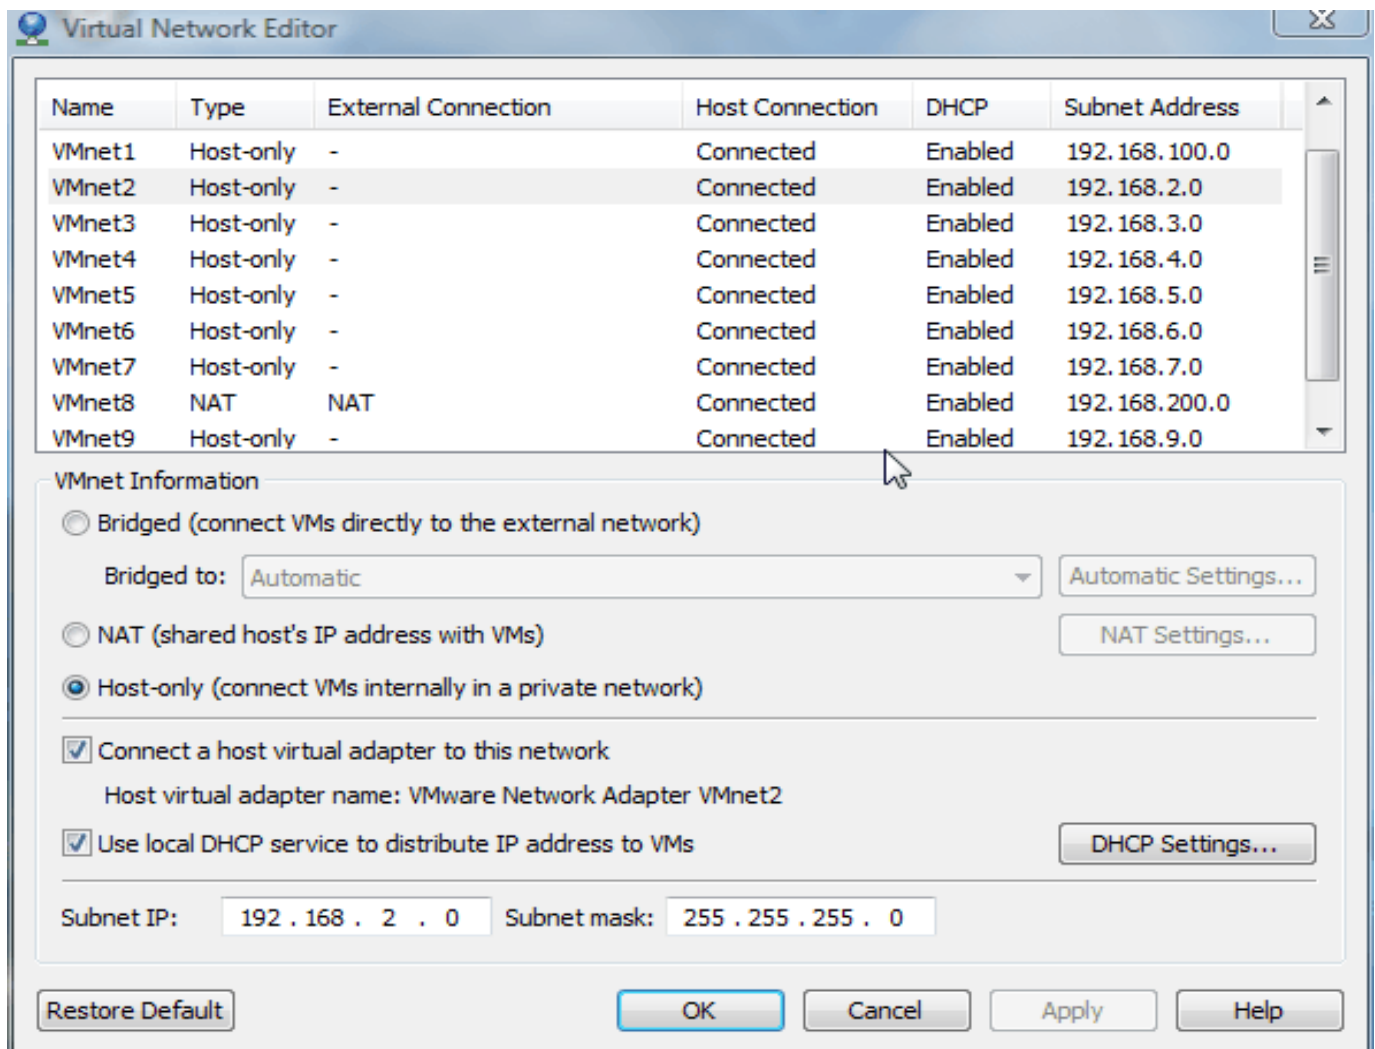 Virtual Network Editor
Name Type External Connection Host Connection DHCP Subnet Address
VMnet1 Host-only - Connected Enabled 192.168.100.0
VMnet2 Host-only - Connected Enabled 192.168.2.0
VMnet3 Host-only - Connected Enabled 192.168.3.0
VMnet4 Host-only - Connected Enabled 192.168.4.0
VMnet5 Host-only - Connected Enabled 192.168.5.0
VMnet6 Host-only - Connected Enabled 192.168.6.0
VMnet7 Host-only - Connected Enabled 192.168.7.0
VMnet8 NAT NAT Connected Enabled 192.168.200.0
VMnet9 Host-only - Connected Enabled 192.168.9.0
VMnet Information
Bridged (connect VMs directly to the external network)
Bridged to: Automatic Automatic Settings...
NAT (shared host's IP address with VMs) NAT Settings...
Host-only (connect VMs internally in a private network)
Connect a host virtual adapter to this network
Host virtual adapter name: VMware Network Adapter VMnet2
Use local DHCP service to distribute IP address to VMs DHCP Settings...
Subnet IP: 192 . 168 . 2 . 0 Subnet mask: 255 . 255 . 255 . 0
Restore Default OK Cancel Apply Help